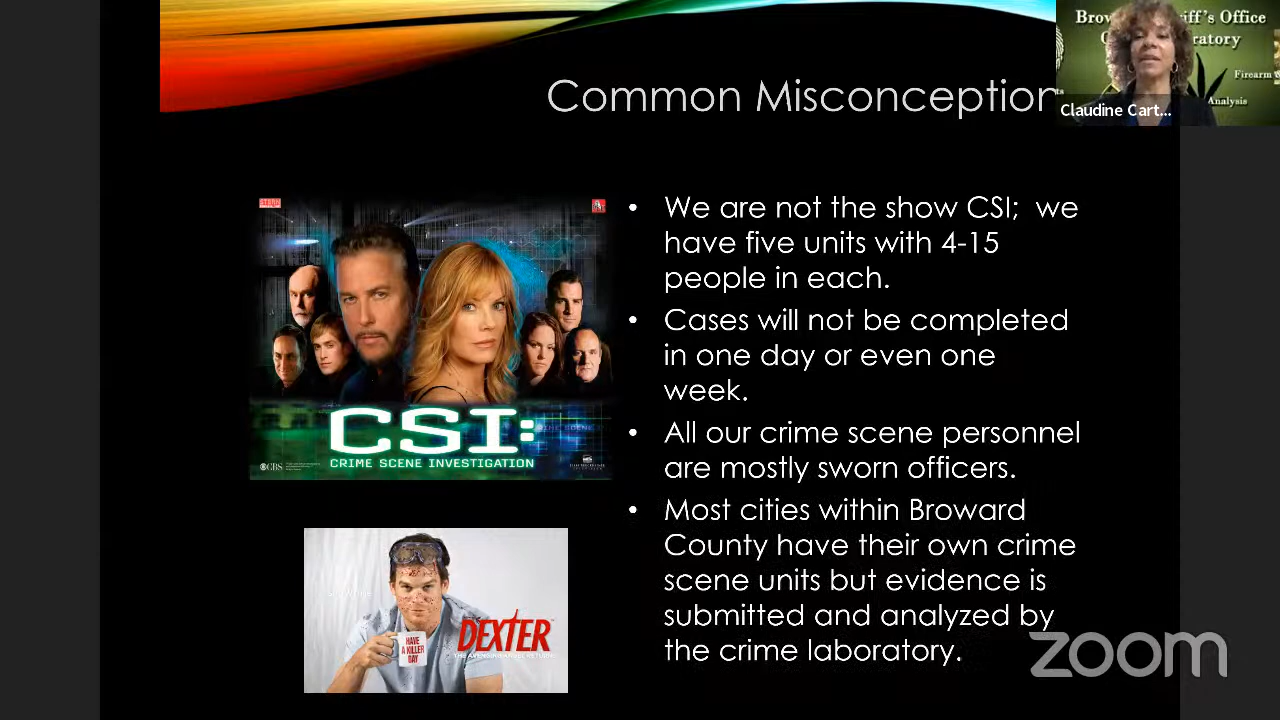 Common Misconception
Brow
iff's Office
ratory
Firearm
Analysis
Claudine Cart...
• We are not the show CSI; we
have five units with 4-15
people in each.
• Cases will not be completed
in one day or even one
week.
• All our crime scene personnel
are mostly sworn officers.
• Most cities within Broward
County have their own crime
scene units but evidence is
submitted and analyzed by
the crime laboratory.
CSI:
CRIME SCENE INVESTIGATION
CBS
HAVE
A KILLER
DAY
DEXTER
zoom